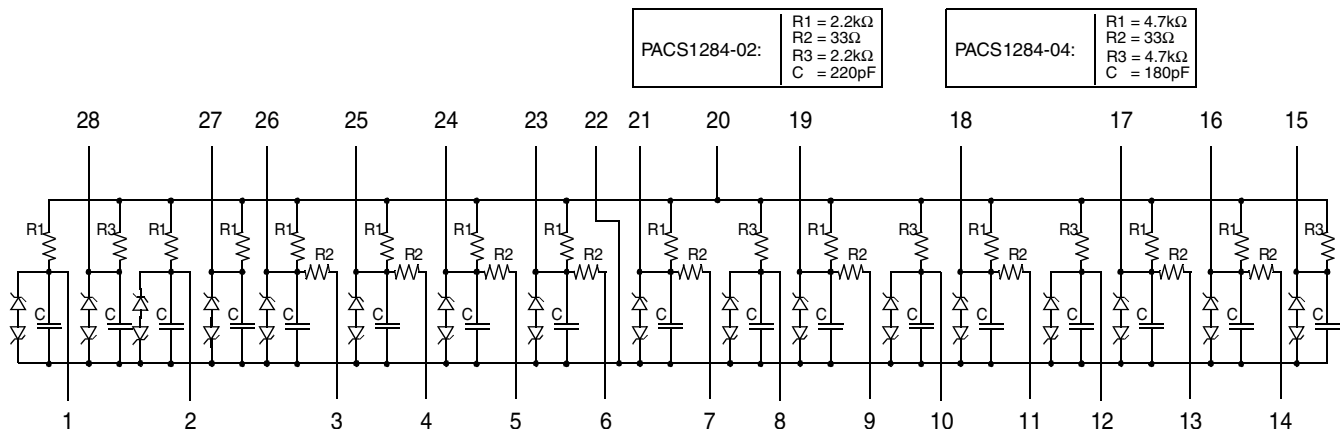 PACS1284-02:
R1 = 2.2kΩ
R2 = 33Ω
R3 = 2.2kΩ
C = 220pF
PACS1284-04:
R1 = 4.7kΩ
R2 = 33Ω
R3 = 4.7kΩ
C = 180pF
28 27 26 25 24 23 22 21 20 19 18 17 16 15
R1 R3 R1 R1 R1 R1 R1 R1 R1 R3 R1 R3 R1 R3 R1 R1 R3
R2 R2 R2 R2 R2 R2 R2 R2 R2
C C C C C C C C C C C C C C C C C
1 2 3 4 5 6 7 8 9 10 11 12 13 14